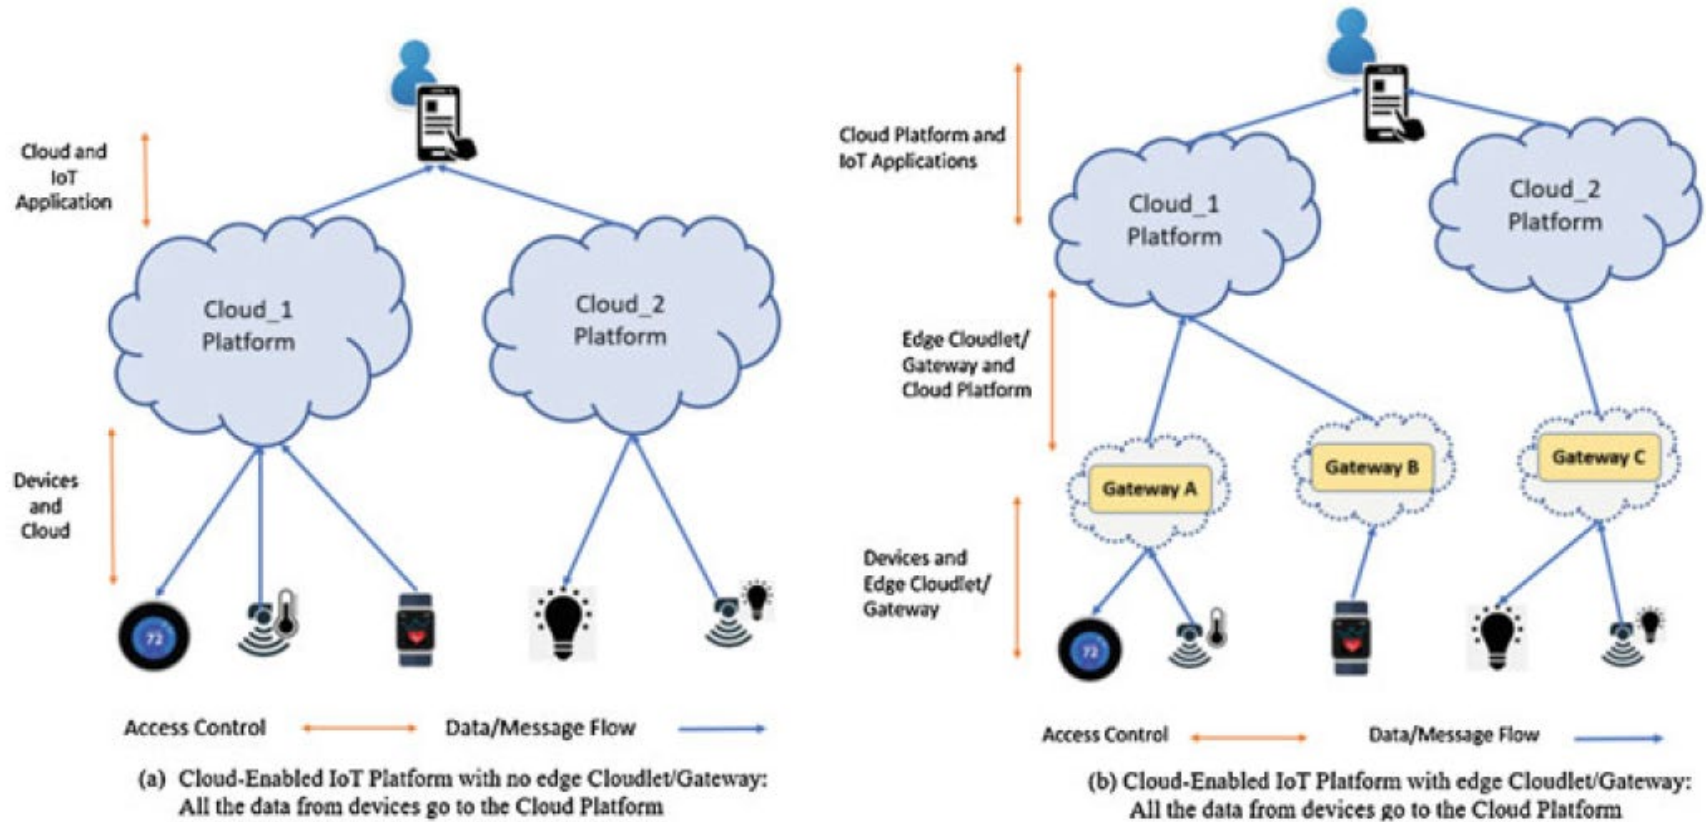 Cloud and
IoT
Application
Cloud_1
Platform
Cloud_2
Platform
Devices
and
Cloud
72
Access Control
Data/Message Flow
(a) Cloud-Enabled IoT Platform with no edge Cloudlet/Gateway:
All the data from devices go to the Cloud Platform
Cloud Platform and
IoT Applications
Cloud_1
Platform
Cloud_2
Platform
Edge Cloudlet/
Gateway and
Cloud Platform
Gateway A
Gateway B
Gateway C
Devices and
Edge Cloudlet/
Gateway
72
Access Control
Data/Message Flow
(b) Cloud-Enabled IoT Platform with edge Cloudlet/Gateway:
All the data from devices go to the Cloud Platform